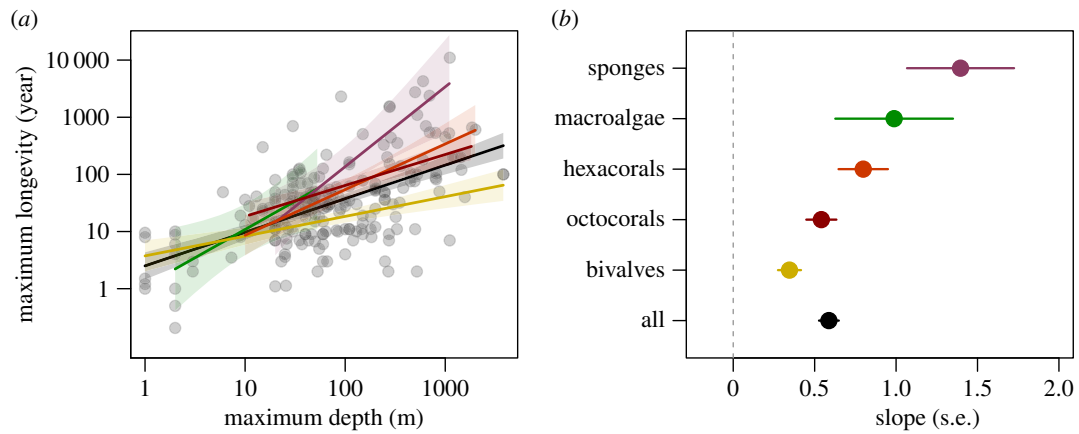 (a)
maximum longevity (year)
10 000
1000
100
10
1
1 10 100 1000
maximum depth (m)
(b)
sponges
macroalgae
hexacorals
octocorals
bivalves
all
0 0.5 1.0 1.5 2.0
slope (s.e.)